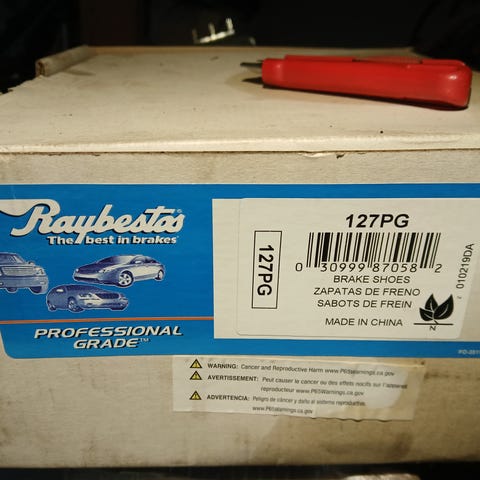 Raybestos®
The best in brakes®
PROFESSIONAL
GRADE™
127PG
127PG
0 30999 87058 2
BRAKE SHOES
ZAPATAS DE FRENO
SABOTS DE FREIN
MADE IN CHINA
010219DA
N
WARNING: Cancer and Reproductive Harm www.P65Warnings.ca.gov
AVERTISSEMENT: Peut causer le cancer ou des effets nocifs sur l'appareil
reproducteur www.P65Warnings.ca.gov.
ADVERTENCIA: Peligro de cáncer y daño al sistema reproductivo.
www.P65Warnings.ca.gov